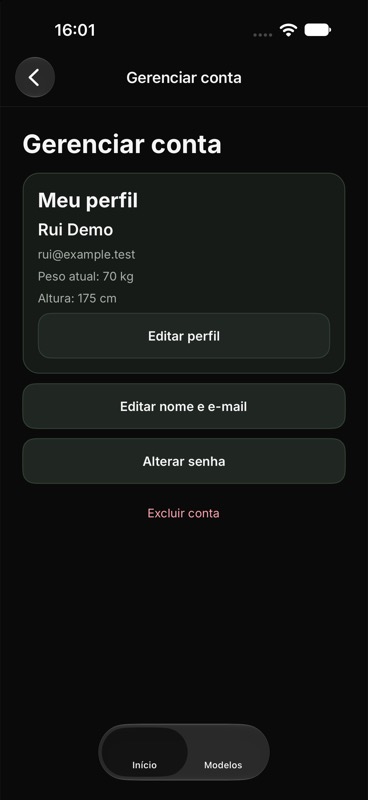 16:01
Gerenciar conta
Gerenciar conta
Meu perfil
Rui Demo
rui@example.test
Peso atual: 70 kg
Altura: 175 cm
Editar perfil
Editar nome e e-mail
Alterar senha
Excluir conta
Início
Modelos